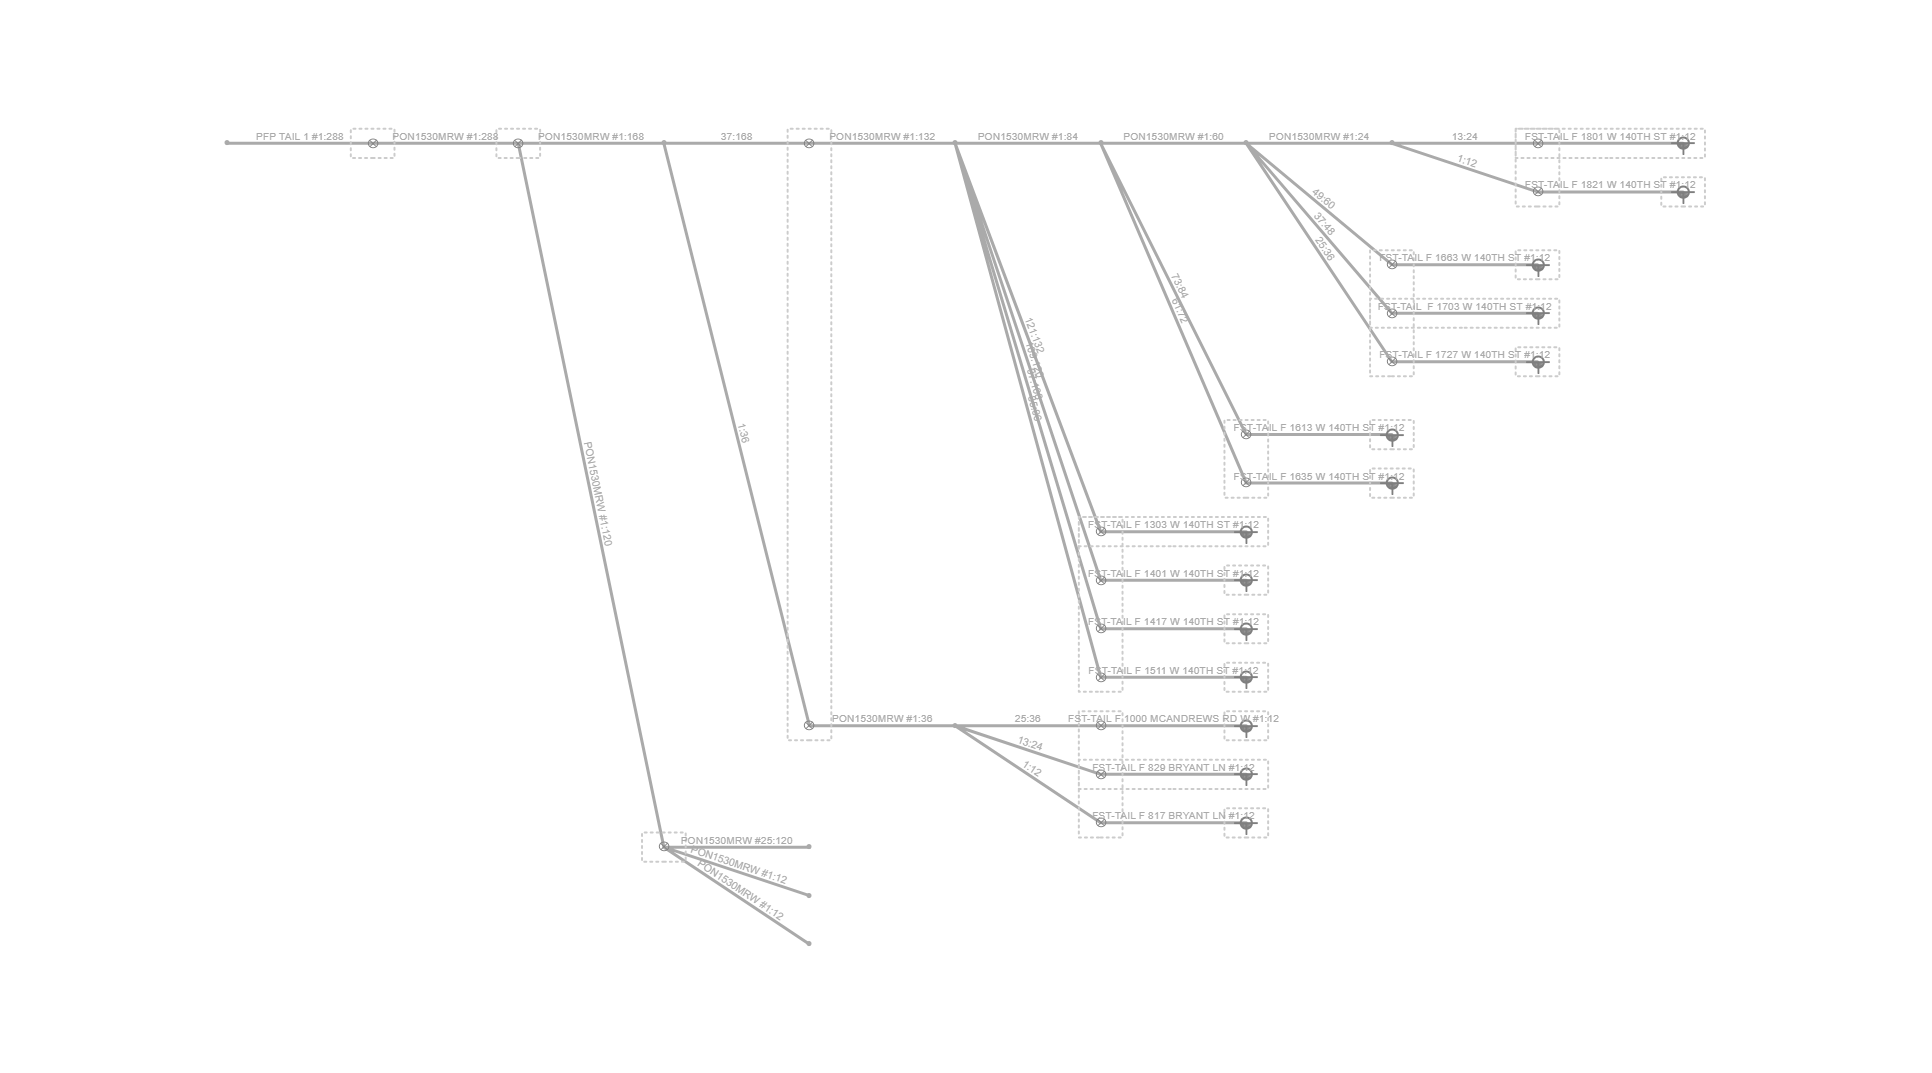 PFP TAIL 1 #1:288
PON1530MRW #1:288
PON1530MRW #1:168
37:168
PON1530MRW #1:132
PON1530MRW #1:84
PON1530MRW #1:60
PON1530MRW #1:24
13:24
FST-TAIL F 1801 W 140TH ST #1:12
1:12
FST-TAIL F 1821 W 140TH ST #1:12
49:60
37:48
25:36
FST-TAIL F 1663 W 140TH ST #1:12
FST-TAIL F 1703 W 140TH ST #1:12
FST-TAIL F 1727 W 140TH ST #1:12
73:84
61:72
FST-TAIL F 1613 W 140TH ST #1:12
FST-TAIL F 1635 W 140TH ST #1:12
121:132
FST-TAIL F 1303 W 140TH ST #1:12
FST-TAIL F 1401 W 140TH ST #1:12
FST-TAIL F 1417 W 140TH ST #1:12
FST-TAIL F 1511 W 140TH ST #1:12
1:36
PON1530MRW #1:120
PON1530MRW #1:36
25:36
FST-TAIL F 1000 MCANDREWS RD W #1:12
13:24
FST-TAIL F 829 BRYANT LN #1:12
1:12
FST-TAIL F 817 BRYANT LN #1:12
PON1530MRW #25:120
PON1530MRW #1:12
PON1530MRW #1:12